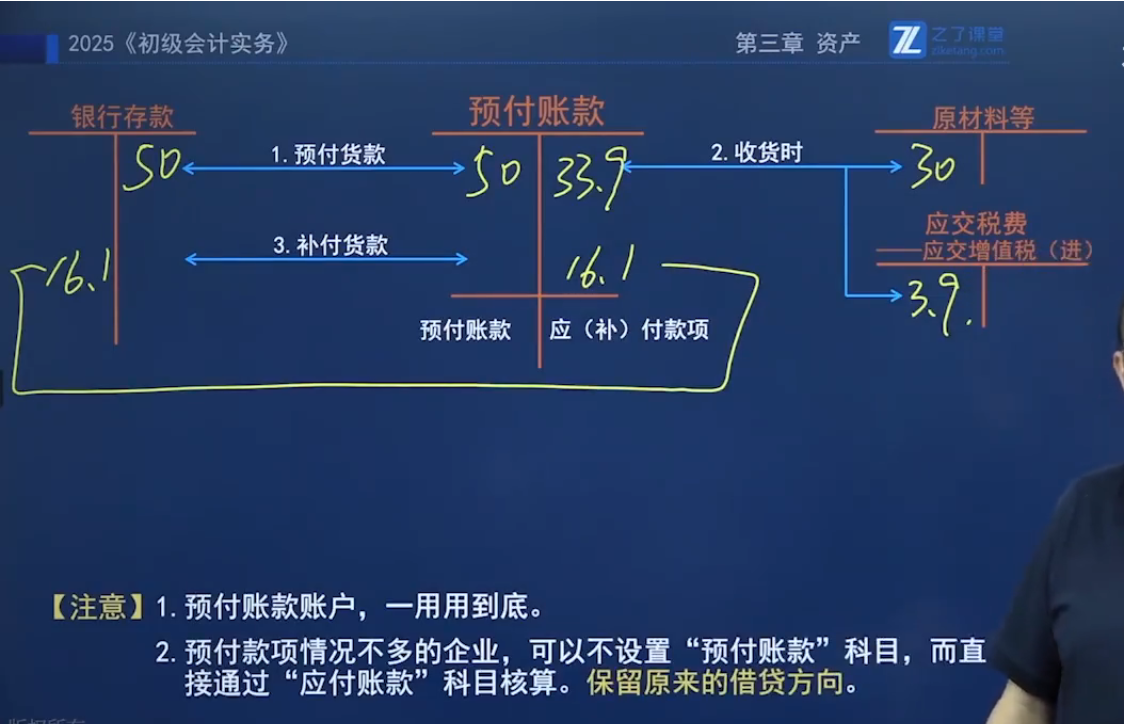 2025《初级会计实务》
第三章 资产
之了课堂
zlketang.com
银行存款
预付账款
原材料等
50
1.预付货款
50
33.9
2.收货时
30
应交税费
——应交增值税（进）
3.补付货款
16.1
16.1
3.9.
预付账款
应（补）付款项
【注意】1. 预付账款账户，一用用到底。
2. 预付款项情况不多的企业，可以不设置“预付账款”科目，而直
接通过“应付账款”科目核算。保留原来的借贷方向。